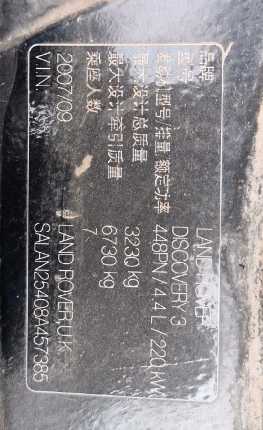 品牌 LAND ROVER
型号 DISCOVERY 3
发动机型号/排量 额定功率 448PN/4.4 L/220 kW
最大设计总质量 3230 kg
最大设计牵引质量 6730 kg
乘座人数 7
2007/09 LAND ROVER,U.K
V.I.N. SALAN25408A457385